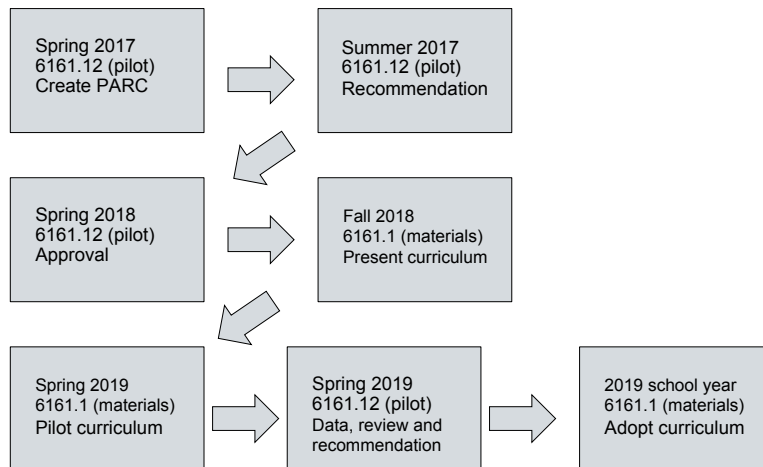 Spring 2017
6161.12 (pilot)
Create PARC
Summer 2017
6161.12 (pilot)
Recommendation
Spring 2018
6161.12 (pilot)
Approval
Fall 2018
6161.1 (materials)
Present curriculum
Spring 2019
6161.1 (materials)
Pilot curriculum
Spring 2019
6161.12 (pilot)
Data, review and
recommendation
2019 school year
6161.1 (materials)
Adopt curriculum